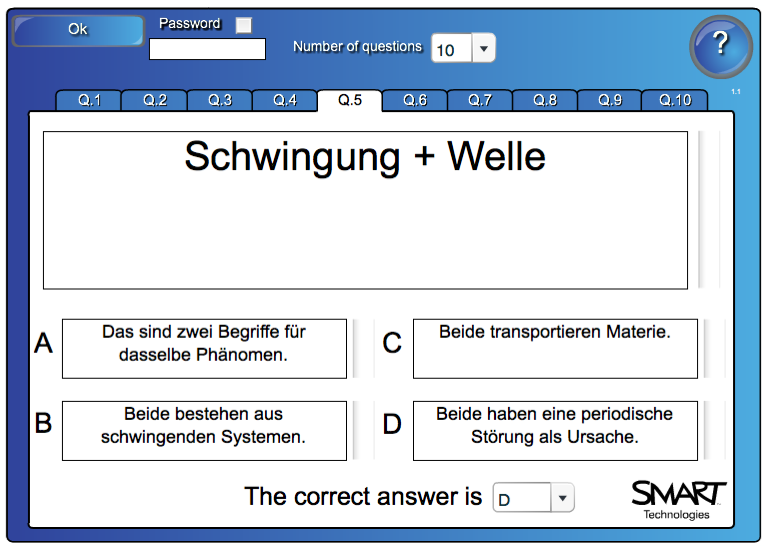 Ok
Password
Number of questions
10
?
1.1
Q.1 Q.2 Q.3 Q.4 Q.5 Q.6 Q.7 Q.8 Q.9 Q.10
Schwingung + Welle
A
Das sind zwei Begriffe für
dasselbe Phänomen.
C
Beide transportieren Materie.
B
Beide bestehen aus
schwingenden Systemen.
D
Beide haben eine periodische
Störung als Ursache.
The correct answer is D
SMART
Technologies